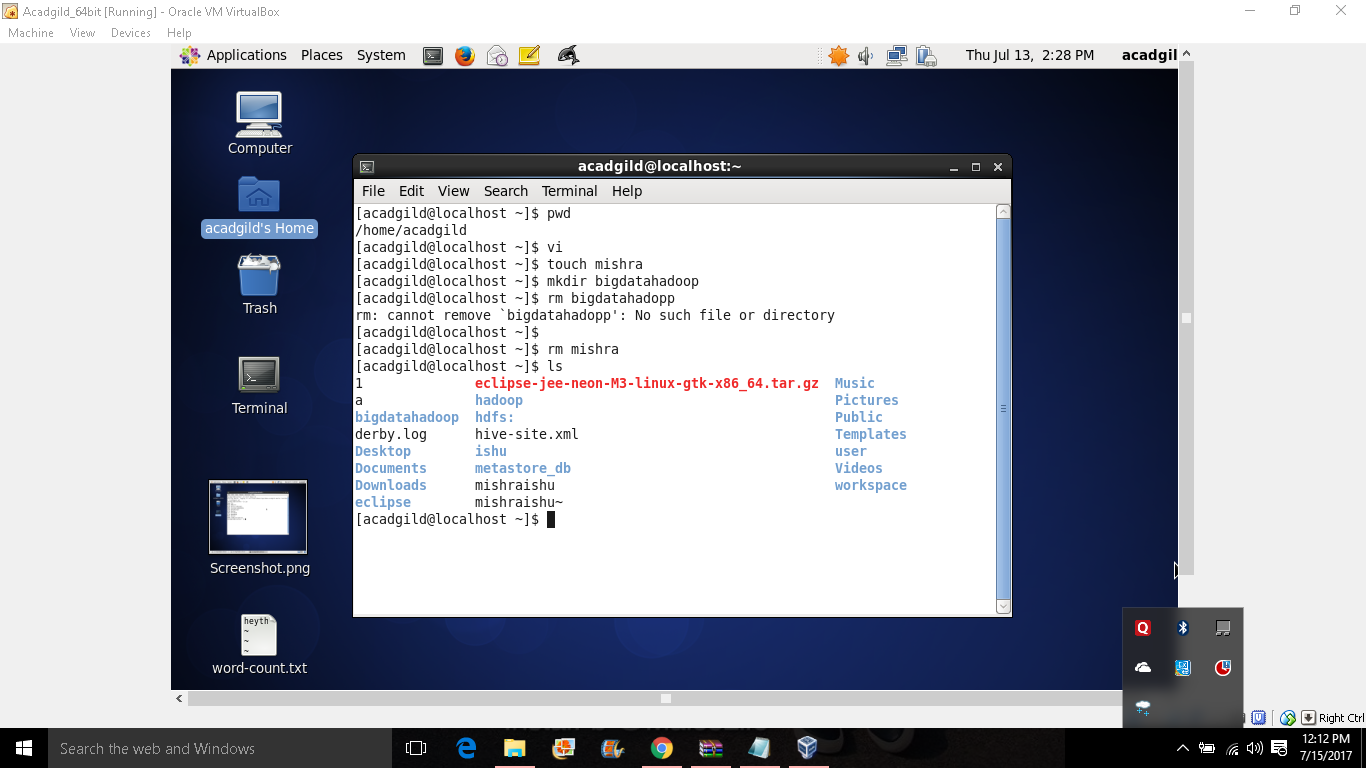 Acadgild_64bit [Running] - Oracle VM VirtualBox
Machine View Devices Help
Applications Places System Thu Jul 13, 2:28 PM acadgil
Computer
acadgild's Home
Trash
Terminal
Screenshot.png
heyth
~
~
~
word-count.txt
acadgild@localhost:~
File Edit View Search Terminal Help
[acadgild@localhost ~]$ pwd
/home/acadgild
[acadgild@localhost ~]$ vi
[acadgild@localhost ~]$ touch mishra
[acadgild@localhost ~]$ mkdir bigdatahadoop
[acadgild@localhost ~]$ rm bigdatahadopp
rm: cannot remove `bigdatahadopp': No such file or directory
[acadgild@localhost ~]$
[acadgild@localhost ~]$ rm mishra
[acadgild@localhost ~]$ ls
1 eclipse-jee-neon-M3-linux-gtk-x86_64.tar.gz Music
a hadoop Pictures
bigdatahadoop hdfs: Public
derby.log hive-site.xml Templates
Desktop ishu user
Documents metastore_db Videos
Downloads mishraishu workspace
eclipse mishraishu~
[acadgild@localhost ~]$
Right Ctrl
Search the web and Windows
12:12 PM
7/15/2017